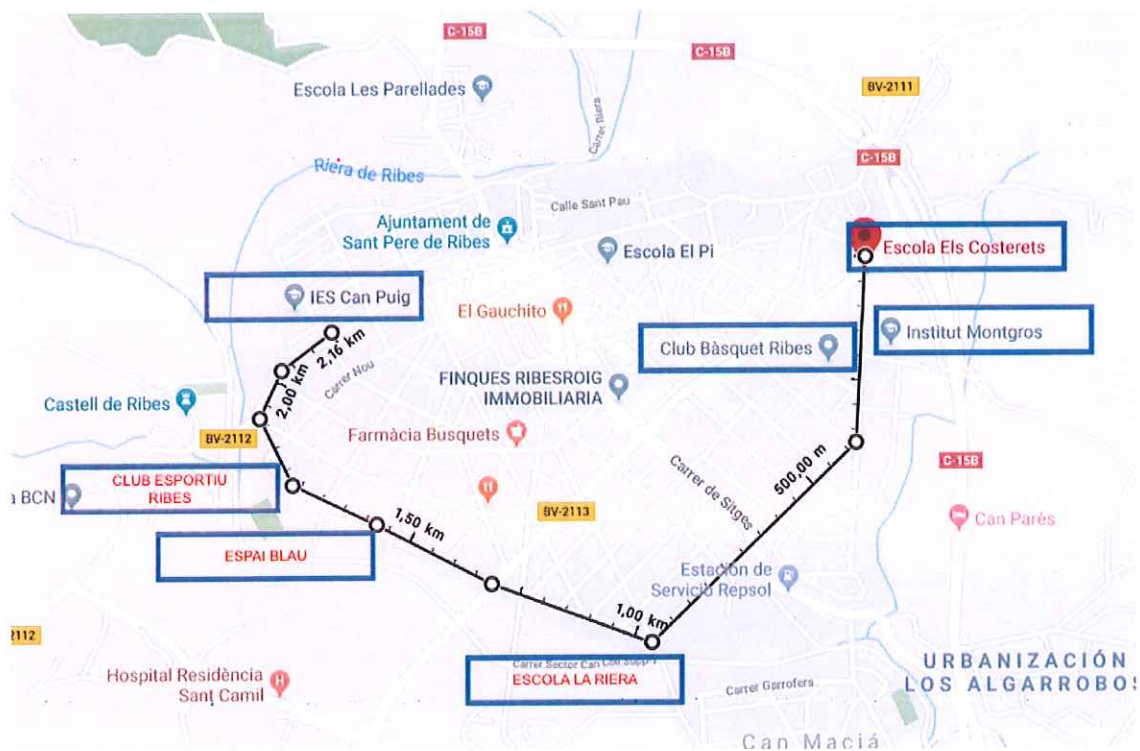 C-15B
C-15B
Escola Les Parellades
BV-2111
Carrer Riera
C-15B
Riera de Ribes
Calle Sant Pau
Ajuntament de
Sant Pere de Ribes
Escola El Pi
Escola Els Costerets
IES Can Puig
El Gauchito
Institut Montgros
Club Bàsquet Ribes
2,16 km
2,00 km
Carrer Nou
FINQUES RIBESROIG
IMMOBILIARIA
Castell de Ribes
BV-2112
Farmàcia Busquets
C-15B
CLUB ESPORTIU
RIBES
a BCN
500,00 m
Carrer de Sitges
BV-2113
Can Parès
1,50 km
ESPAI BLAU
Estación de
Servicio Repsol
1,00 km
2112
Carrer Sector Can
ESCOLA LA RIERA
Hospital Residència
Sant Camil
Carrer Garrofera
URBANIZACIÓN
LOS ALGARROBOS
Can Macià